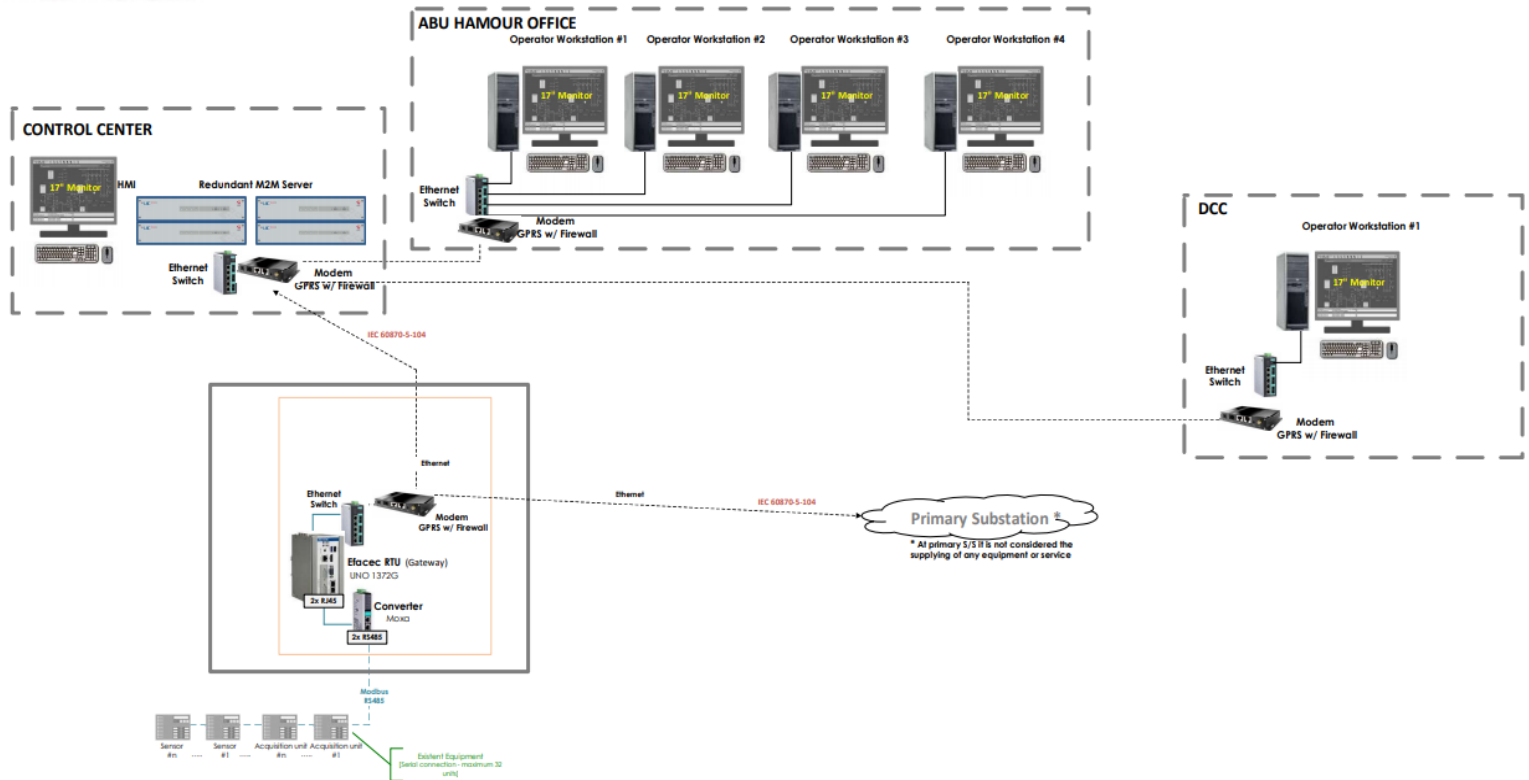 ABU HAMOUR OFFICE
Operator Workstation #1
Operator Workstation #2
Operator Workstation #3
Operator Workstation #4
17" Monitor
17" Monitor
17" Monitor
17" Monitor
Ethernet
Switch
Modem
GPRS w/ Firewall
CONTROL CENTER
17" Monitor
HMI
Redundant M2M Server
Ethernet
Switch
Modem
GPRS w/ Firewall
DCC
Operator Workstation #1
17" Monitor
Ethernet
Switch
Modem
GPRS w/ Firewall
IEC 60870-5-104
Ethernet
Ethernet
Switch
Modem
GPRS w/ Firewall
Ethernet
IEC 60870-5-104
Primary Substation *
* At primary S/S it is not considered the
supplying of any equipment or service
Efacec RTU (Gateway)
UNO 1372G
2x RJ45
Converter
Moxa
2x RS485
Modbus
RS485
Sensor
#n
....
Sensor
#1
....
Acquisition unit
#n
....
Acquisition unit
#1
Existent Equipment
(Serial connection - maximum 32
units)